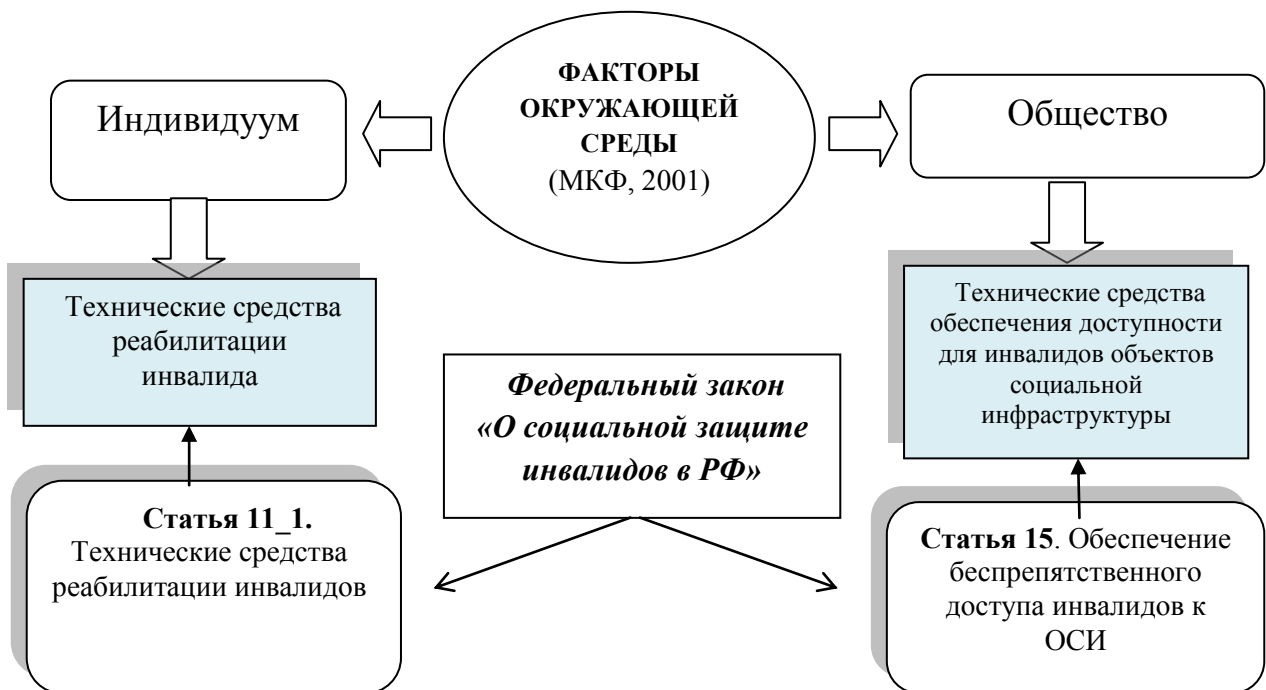 ФАКТОРЫ
ОКРУЖАЮЩЕЙ
СРЕДЫ
(МКФ, 2001)
Индивидуум
Общество
Технические средства
реабилитации
инвалида
Технические средства
обеспечения доступности
для инвалидов объектов
социальной
инфраструктуры
Федеральный закон
«О социальной защите
инвалидов в РФ»
Статья 11_1.
Технические средства
реабилитации инвалидов
Статья 15. Обеспечение
беспрепятственного
доступа инвалидов к
ОСИ